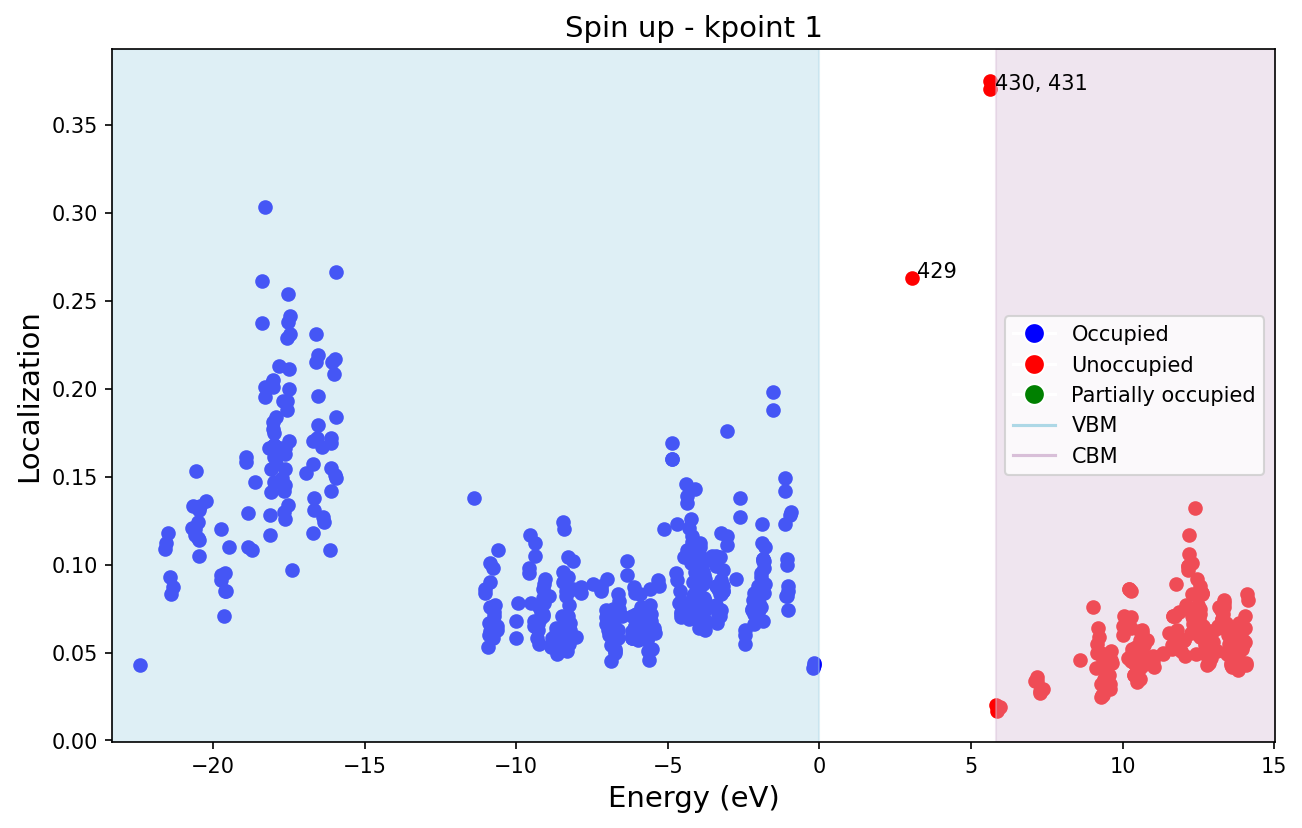 Spin up - kpoint 1
430, 431
0.35
0.30
429
0.25
Localization
Occupied
Unoccupied
Partially occupied
VBM
CBM
0.20
0.15
0.10
0.05
0.00
−20 −15 −10 −5 0 5 10 15
Energy (eV)